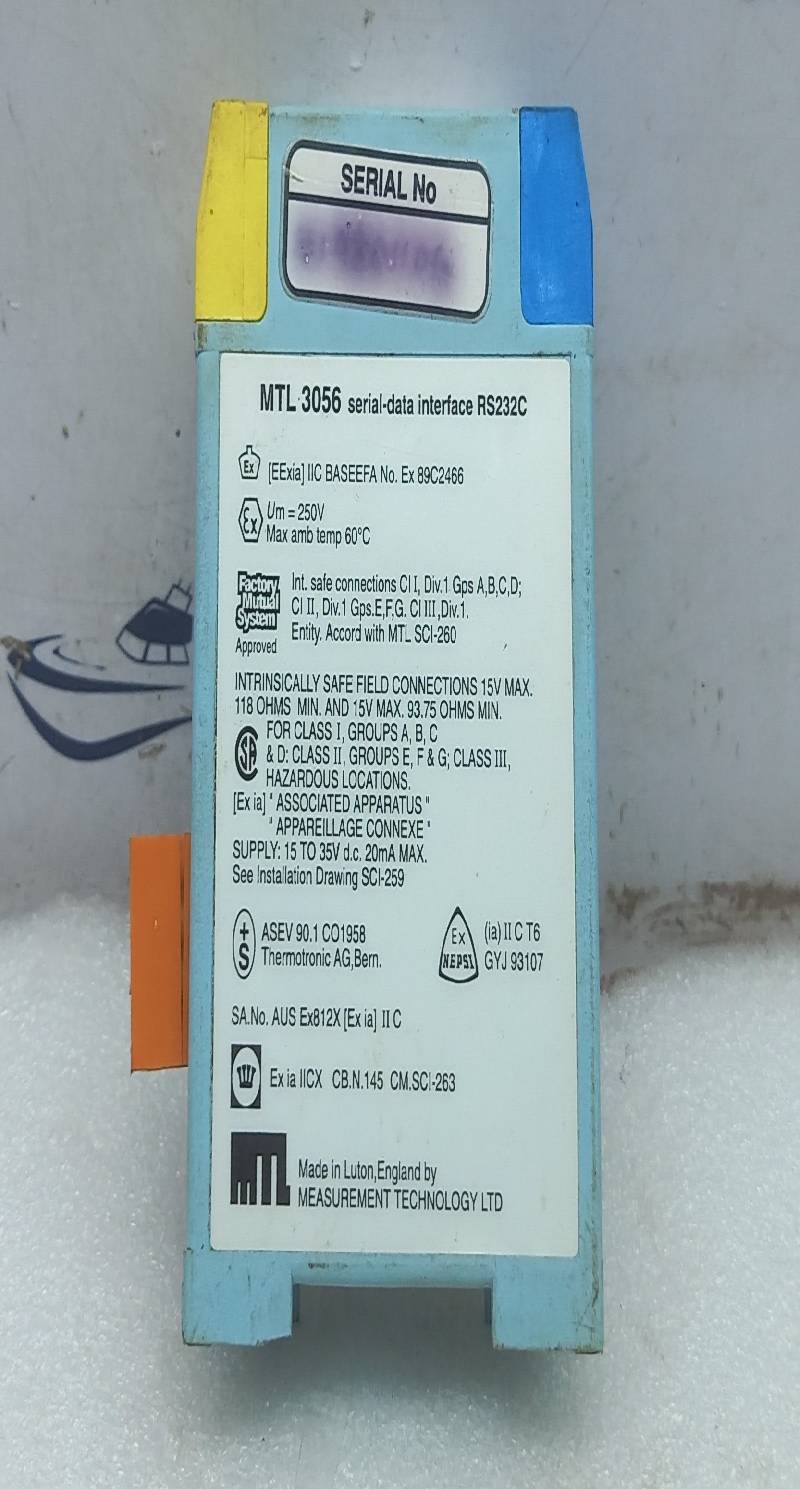 SERIAL No
MTL 3056 serial-data interface RS232C
Ex [EExia] IIC BASEEFA No. Ex 89C2466
Ex Um = 250V
Max amb temp 60°C
Factory Mutual System
Approved
Int. safe connections Cl I, Div.1 Gps A,B,C,D;
Cl II, Div.1 Gps.E,F,G. Cl III,Div.1.
Entity. Accord with MTL SCI-260
INTRINSICALLY SAFE FIELD CONNECTIONS 15V MAX.
118 OHMS MIN. AND 15V MAX. 93.75 OHMS MIN.
FOR CLASS I, GROUPS A, B, C
SA & D: CLASS II, GROUPS E, F & G; CLASS III,
HAZARDOUS LOCATIONS.
[Ex ia] " ASSOCIATED APPARATUS "
" APPAREILLAGE CONNEXE "
SUPPLY: 15 TO 35V d.c. 20mA MAX.
See Installation Drawing SCI-259
+S ASEV 90.1 CO1958
Thermotronic AG,Bern.
Ex NEPSI (ia) II C T6
GYJ 93107
SA.No. AUS Ex812X [Ex ia] II C
Ex ia IICX CB.N.145 CM.SCI-263
MTL Made in Luton,England by
MEASUREMENT TECHNOLOGY LTD